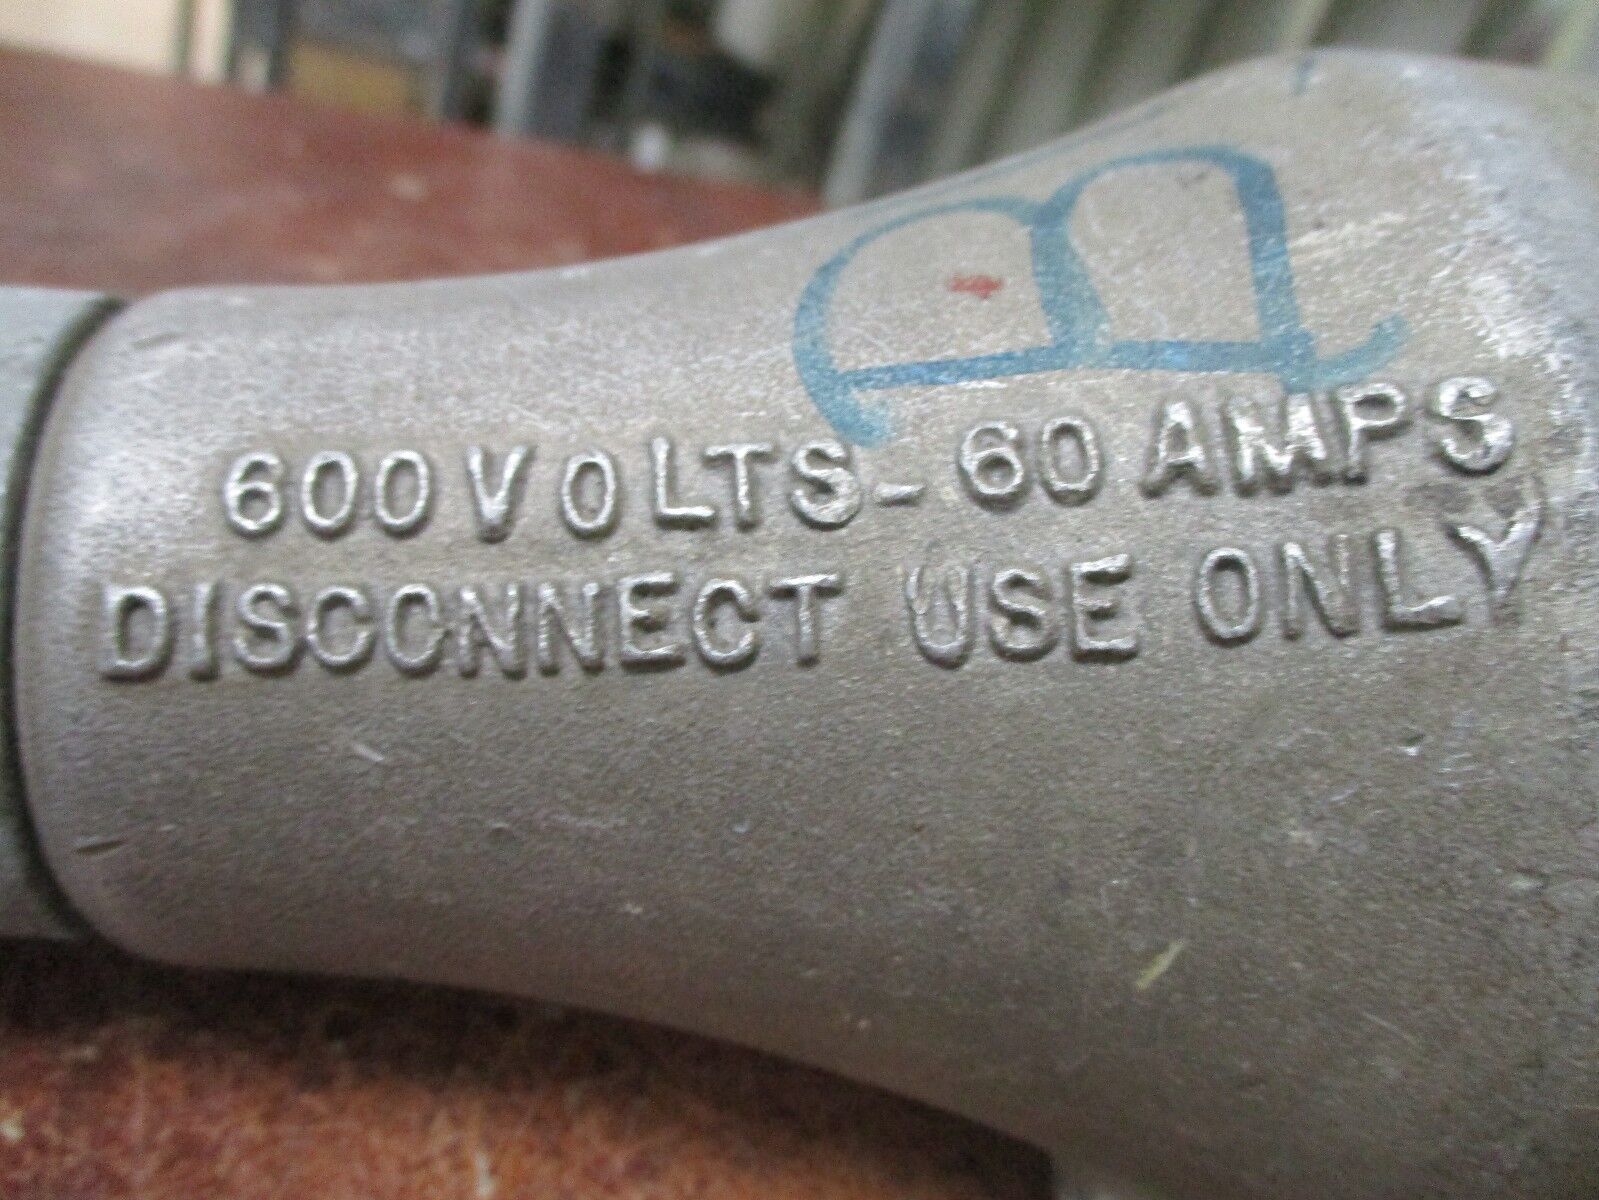 600 VOLTS - 60 AMPS
DISCONNECT USE ONLY
B